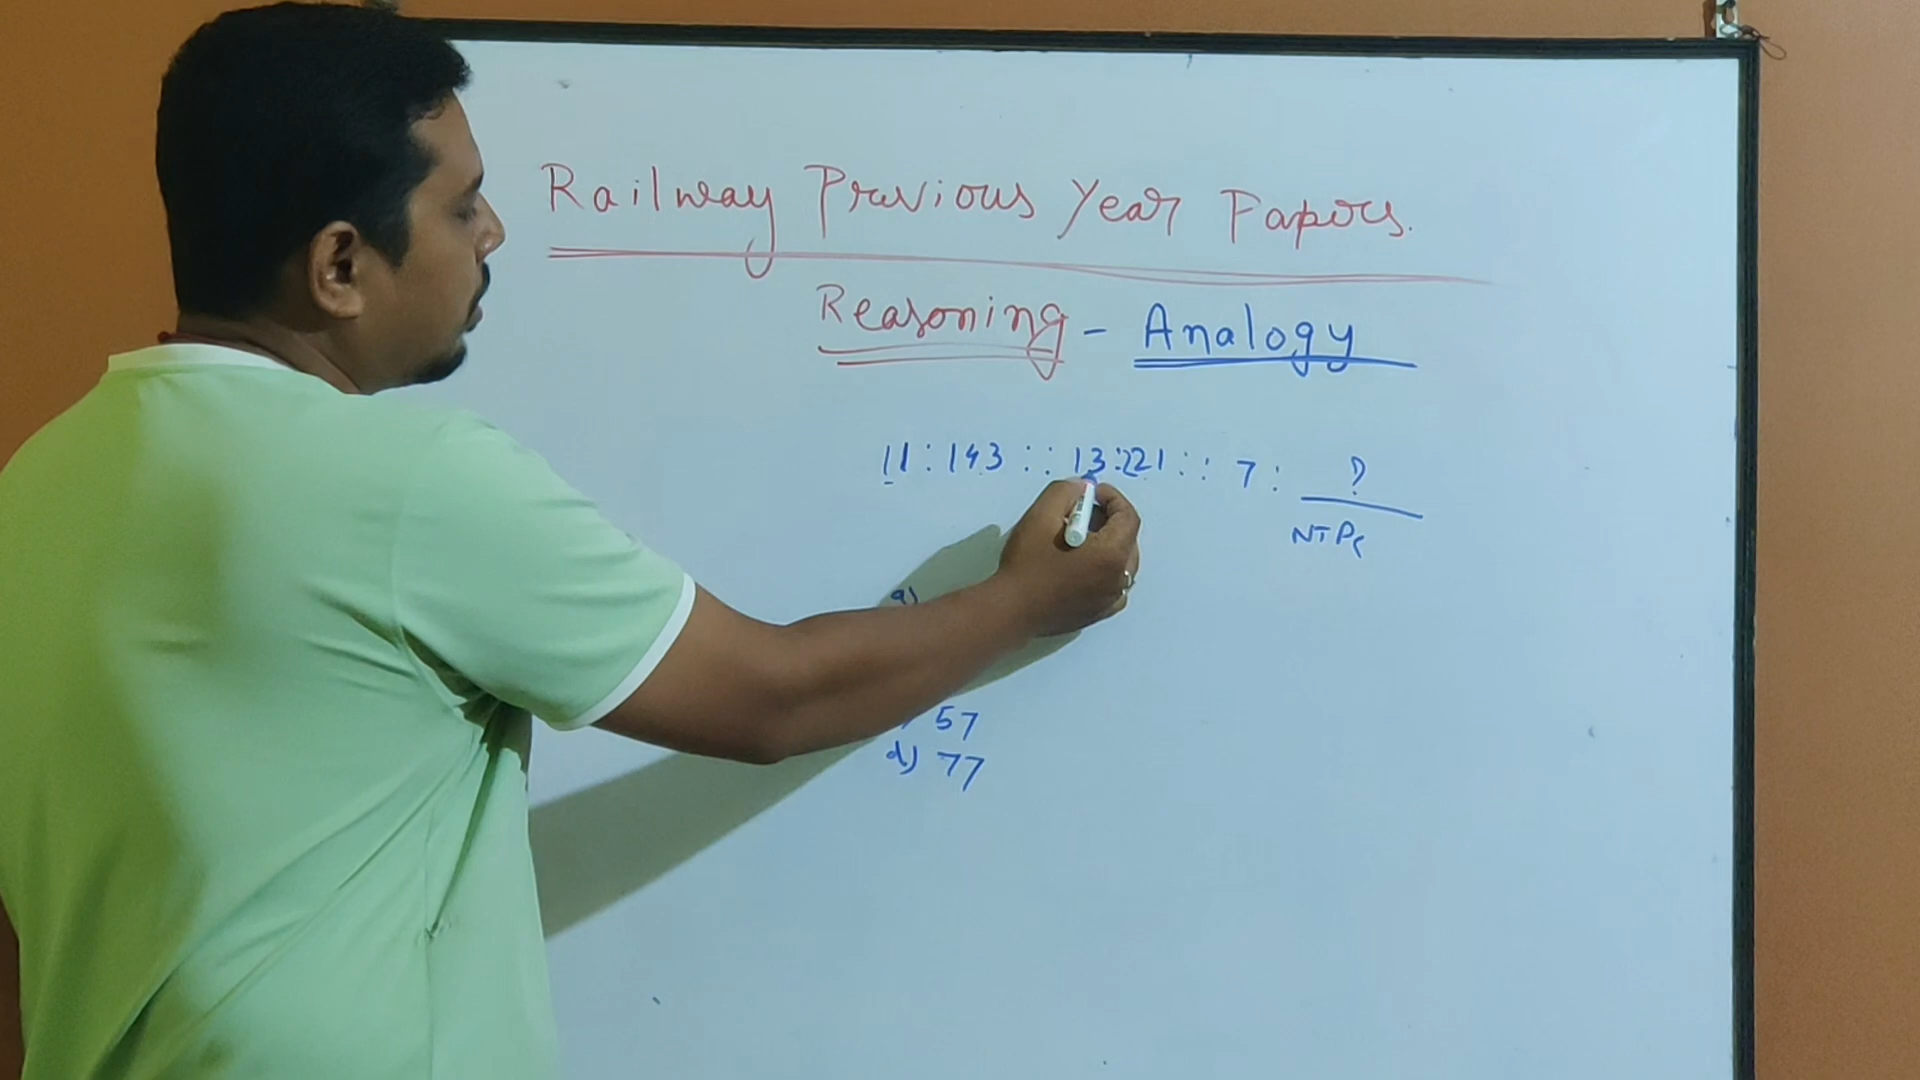 Railway Previous Year Papers.
Reasoning - Analogy
11 : 143 :: 13 : 221 :: 7 : ?
NTPC
a)
57
d) 77